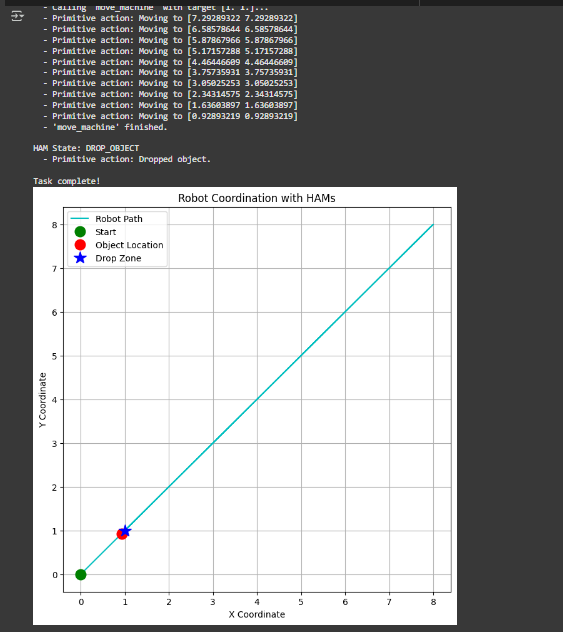 - Calling 'move_machine' with target [1. 1.]...
- Primitive action: Moving to [7.29289322 7.29289322]
- Primitive action: Moving to [6.58578644 6.58578644]
- Primitive action: Moving to [5.87867966 5.87867966]
- Primitive action: Moving to [5.17157288 5.17157288]
- Primitive action: Moving to [4.46446609 4.46446609]
- Primitive action: Moving to [3.75735931 3.75735931]
- Primitive action: Moving to [3.05025253 3.05025253]
- Primitive action: Moving to [2.34314575 2.34314575]
- Primitive action: Moving to [1.63603897 1.63603897]
- Primitive action: Moving to [0.92893219 0.92893219]
- 'move_machine' finished.
HAM State: DROP_OBJECT
- Primitive action: Dropped object.
Task complete!
Robot Coordination with HAMs
Robot Path
Start
Object Location
Drop Zone
8
7
6
5
4
3
2
1
0
Y Coordinate
0 1 2 3 4 5 6 7 8
X Coordinate